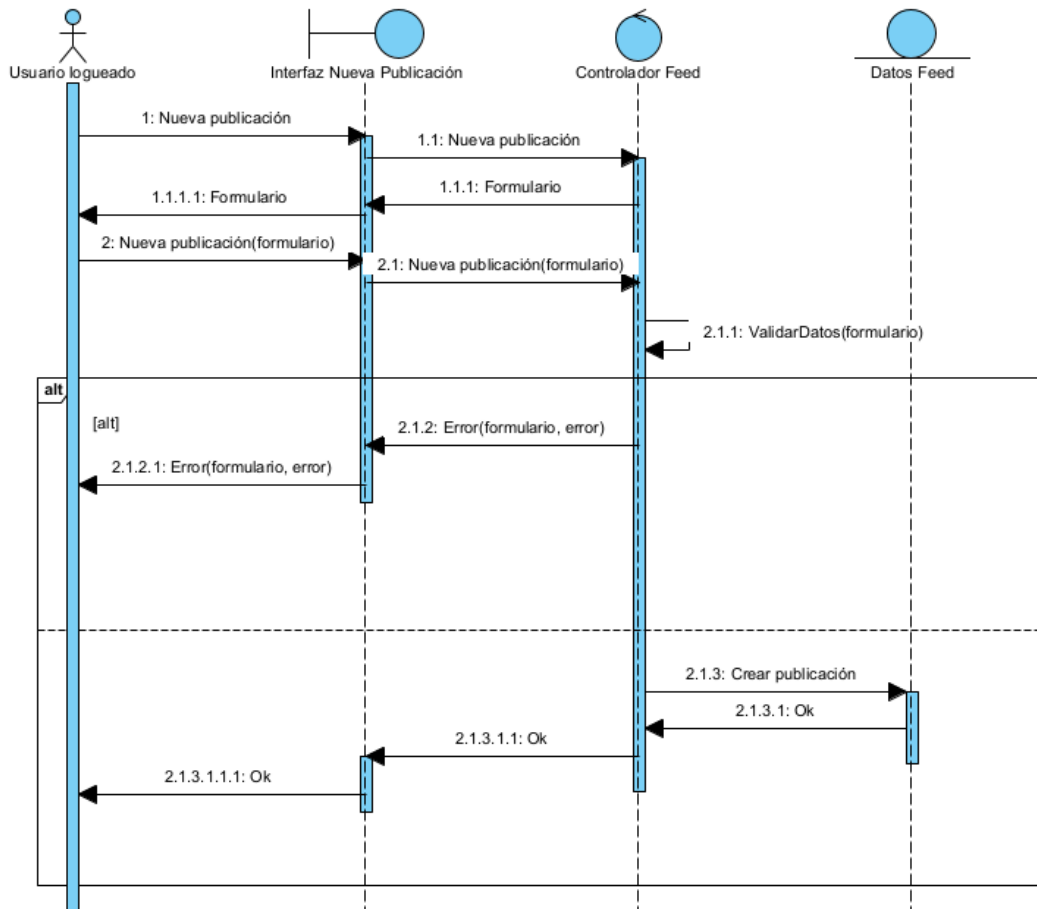 Usuario logueado
Interfaz Nueva Publicación
Controlador Feed
Datos Feed
1: Nueva publicación
1.1: Nueva publicación
1.1.1: Formulario
1.1.1.1: Formulario
2: Nueva publicación(formulario)
2.1: Nueva publicación(formulario)
2.1.1: ValidarDatos(formulario)
alt
[alt]
2.1.2: Error(formulario, error)
2.1.2.1: Error(formulario, error)
2.1.3: Crear publicación
2.1.3.1: Ok
2.1.3.1.1: Ok
2.1.3.1.1.1: Ok